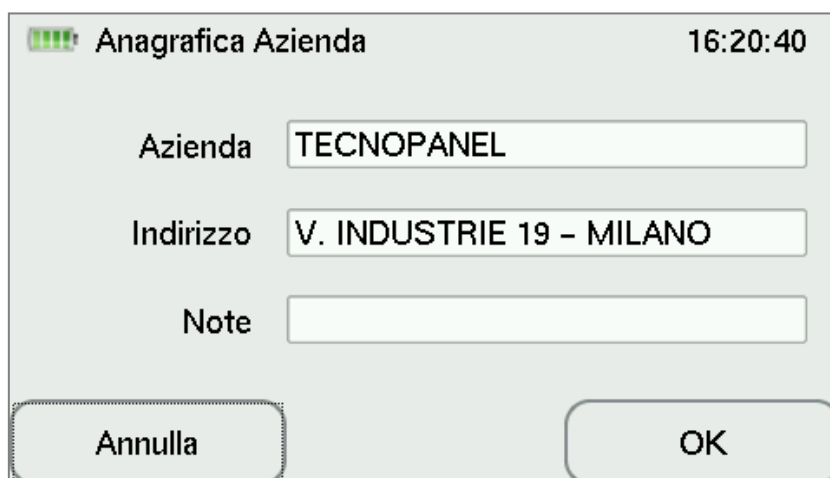 Anagrafica Azienda 16:20:40
Azienda TECNOPANEL
Indirizzo V. INDUSTRIE 19 – MILANO
Note
Annulla OK